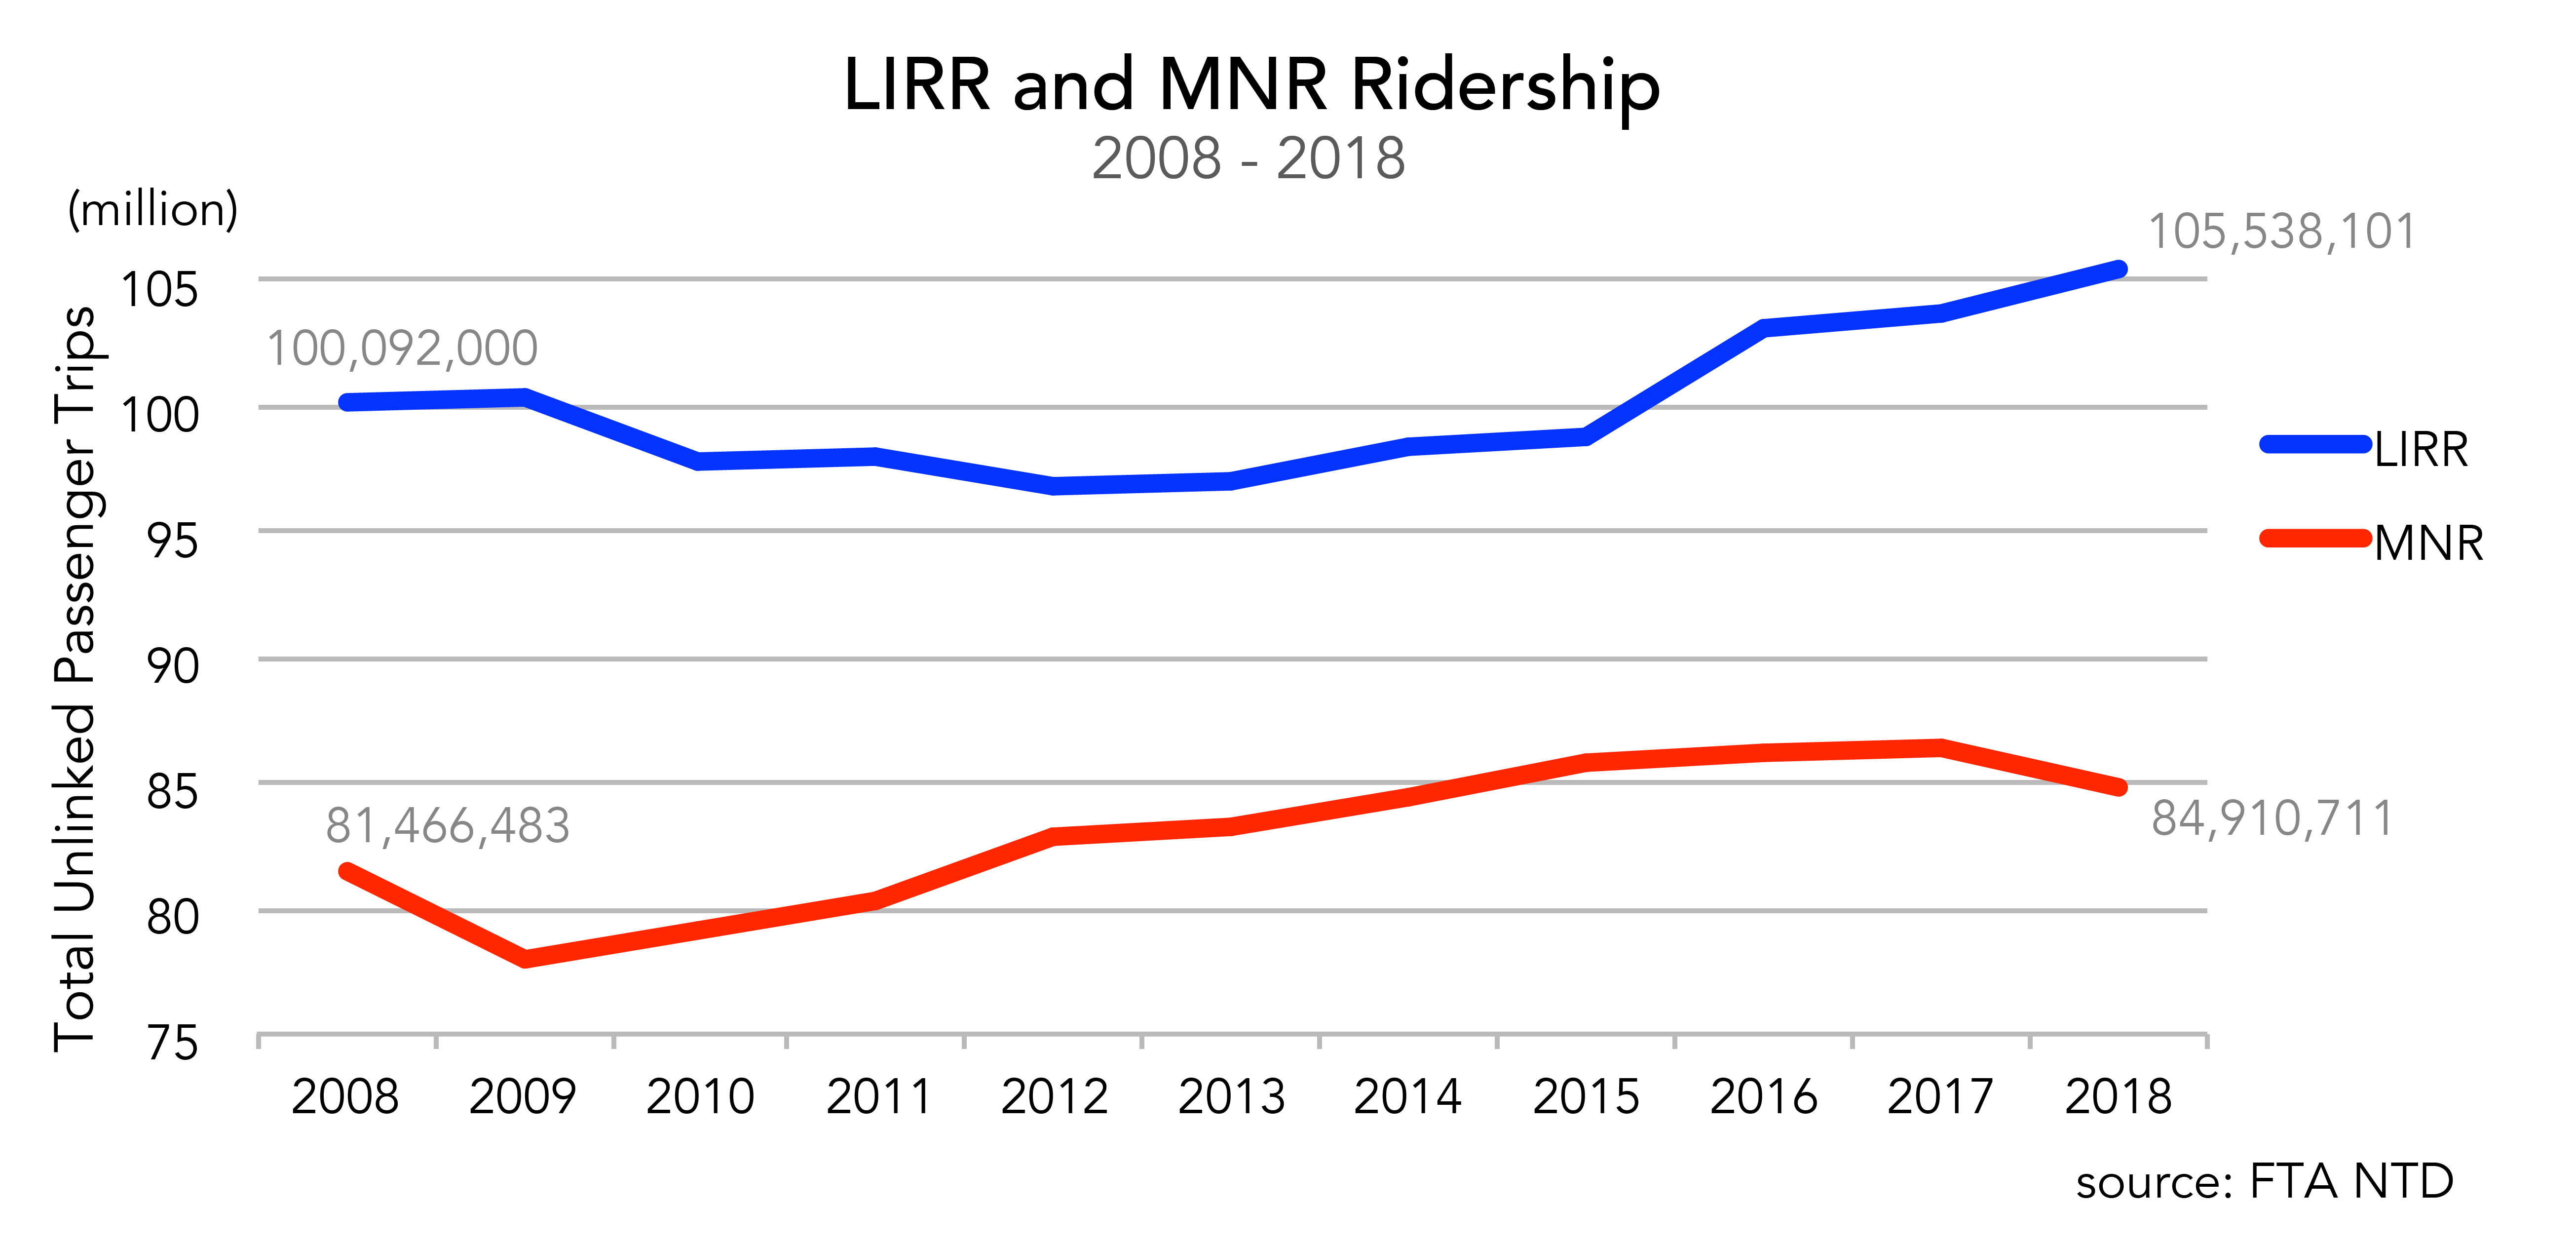 LIRR and MNR Ridership
2008 - 2018
(million)
Total Unlinked Passenger Trips
105
100
95
90
85
80
75
100,092,000
105,538,101
81,466,483
84,910,711
LIRR
MNR
2008 2009 2010 2011 2012 2013 2014 2015 2016 2017 2018
source: FTA NTD